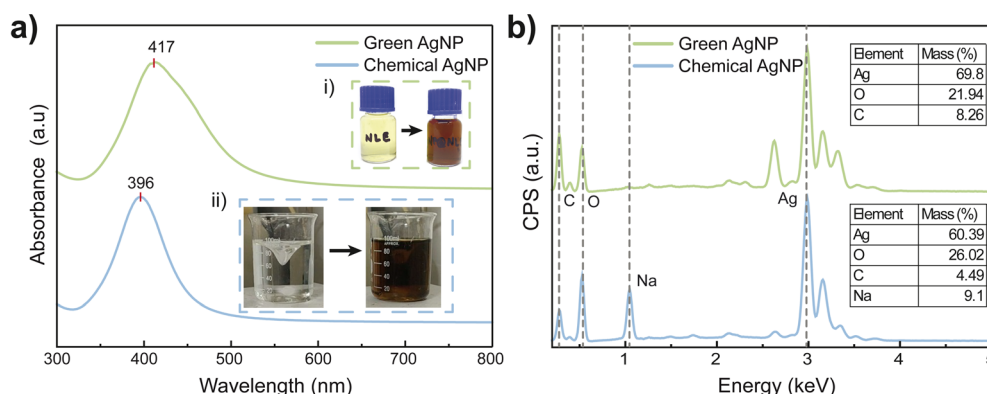 a)
417
Green AgNP
Chemical AgNP
i)
NLE
396
ii)
Absorbance (a.u)
300 400 500 600 700 800
Wavelength (nm)
b)
Green AgNP
Chemical AgNP
Element Mass (%)
Ag 69.8
O 21.94
C 8.26
C O Ag
Na
Element Mass (%)
Ag 60.39
O 26.02
C 4.49
Na 9.1
CPS (a.u.)
1 2 3 4 5
Energy (keV)